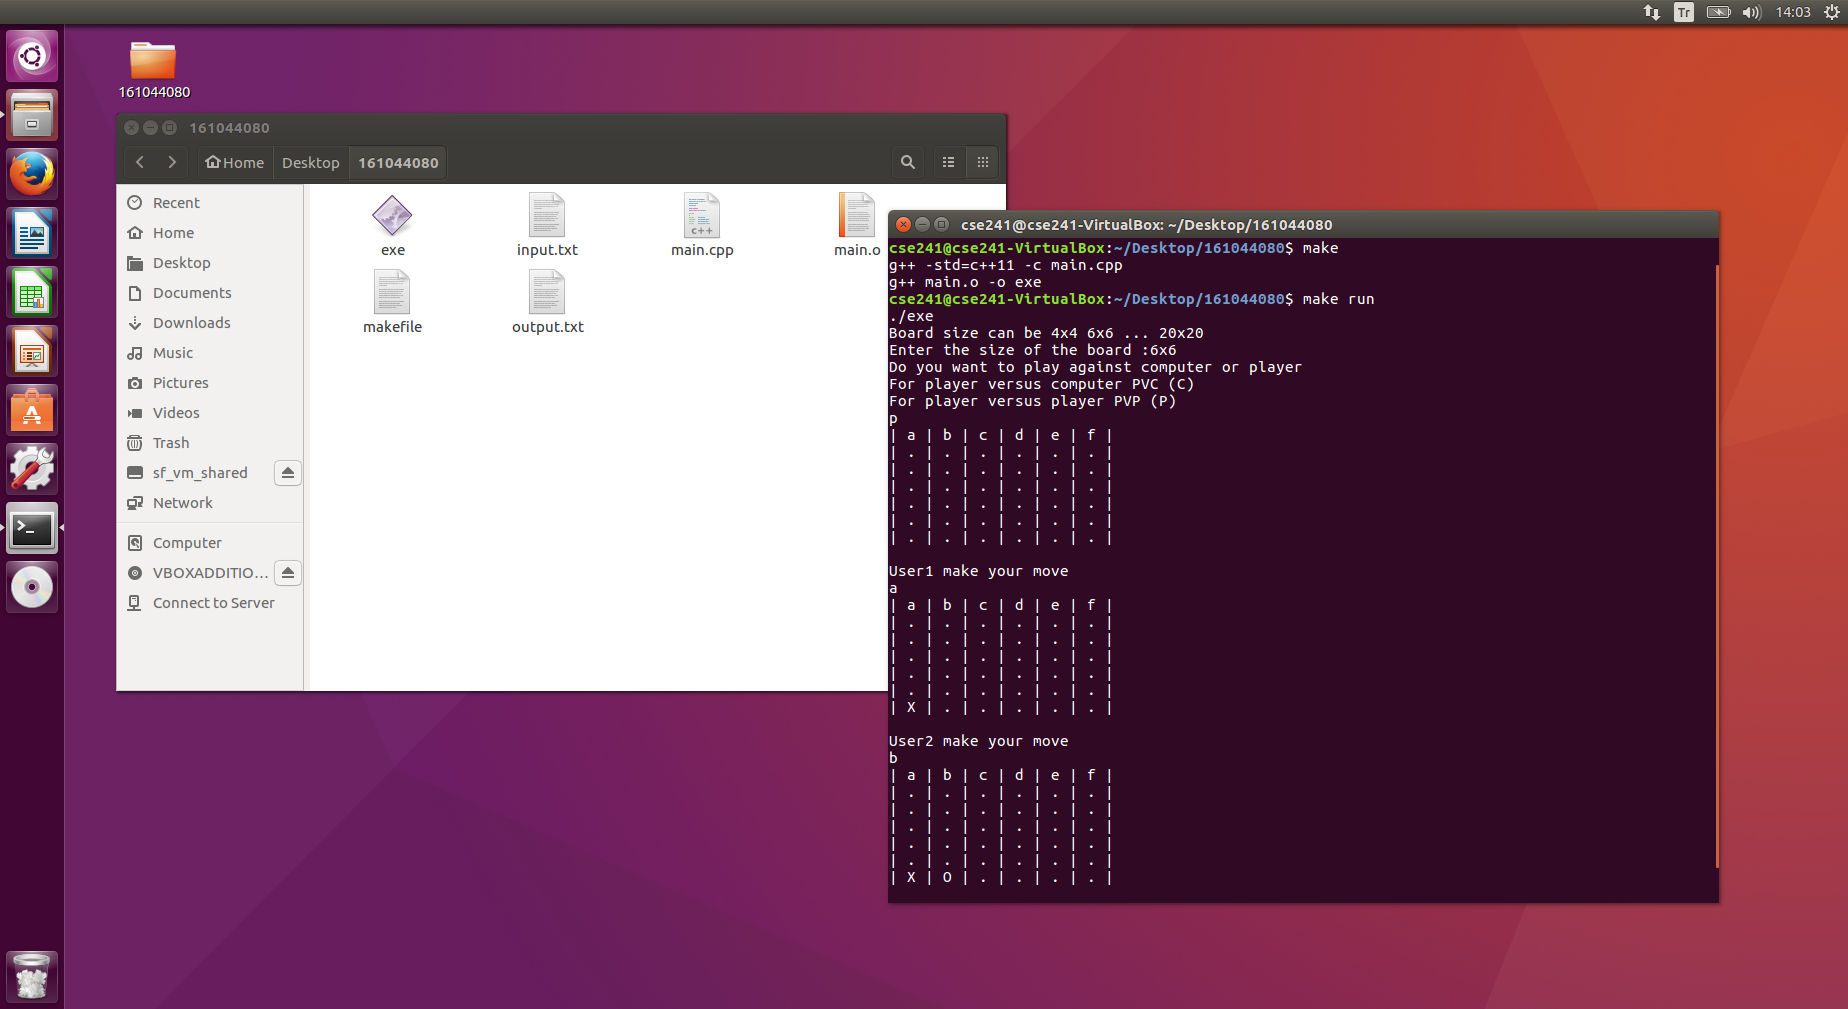 Tr
14:03
161044080
161044080
Home
Desktop
161044080
Recent
Home
Desktop
Documents
Downloads
Music
Pictures
Videos
Trash
sf_vm_shared
Network
Computer
VBOXADDITIO...
Connect to Server
exe
input.txt
c++
main.cpp
main.o
makefile
output.txt
cse241@cse241-VirtualBox: ~/Desktop/161044080
cse241@cse241-VirtualBox:~/Desktop/161044080$ make
g++ -std=c++11 -c main.cpp
g++ main.o -o exe
cse241@cse241-VirtualBox:~/Desktop/161044080$ make run
./exe
Board size can be 4x4 6x6 ... 20x20
Enter the size of the board :6x6
Do you want to play against computer or player
For player versus computer PVC (C)
For player versus player PVP (P)
p
| a | b | c | d | e | f |
| . | . | . | . | . | . |
| . | . | . | . | . | . |
| . | . | . | . | . | . |
| . | . | . | . | . | . |
| . | . | . | . | . | . |
| . | . | . | . | . | . |
User1 make your move
a
| a | b | c | d | e | f |
| . | . | . | . | . | . |
| . | . | . | . | . | . |
| . | . | . | . | . | . |
| . | . | . | . | . | . |
| . | . | . | . | . | . |
| X | . | . | . | . | . |
User2 make your move
b
| a | b | c | d | e | f |
| . | . | . | . | . | . |
| . | . | . | . | . | . |
| . | . | . | . | . | . |
| . | . | . | . | . | . |
| . | . | . | . | . | . |
| X | O | . | . | . | . |